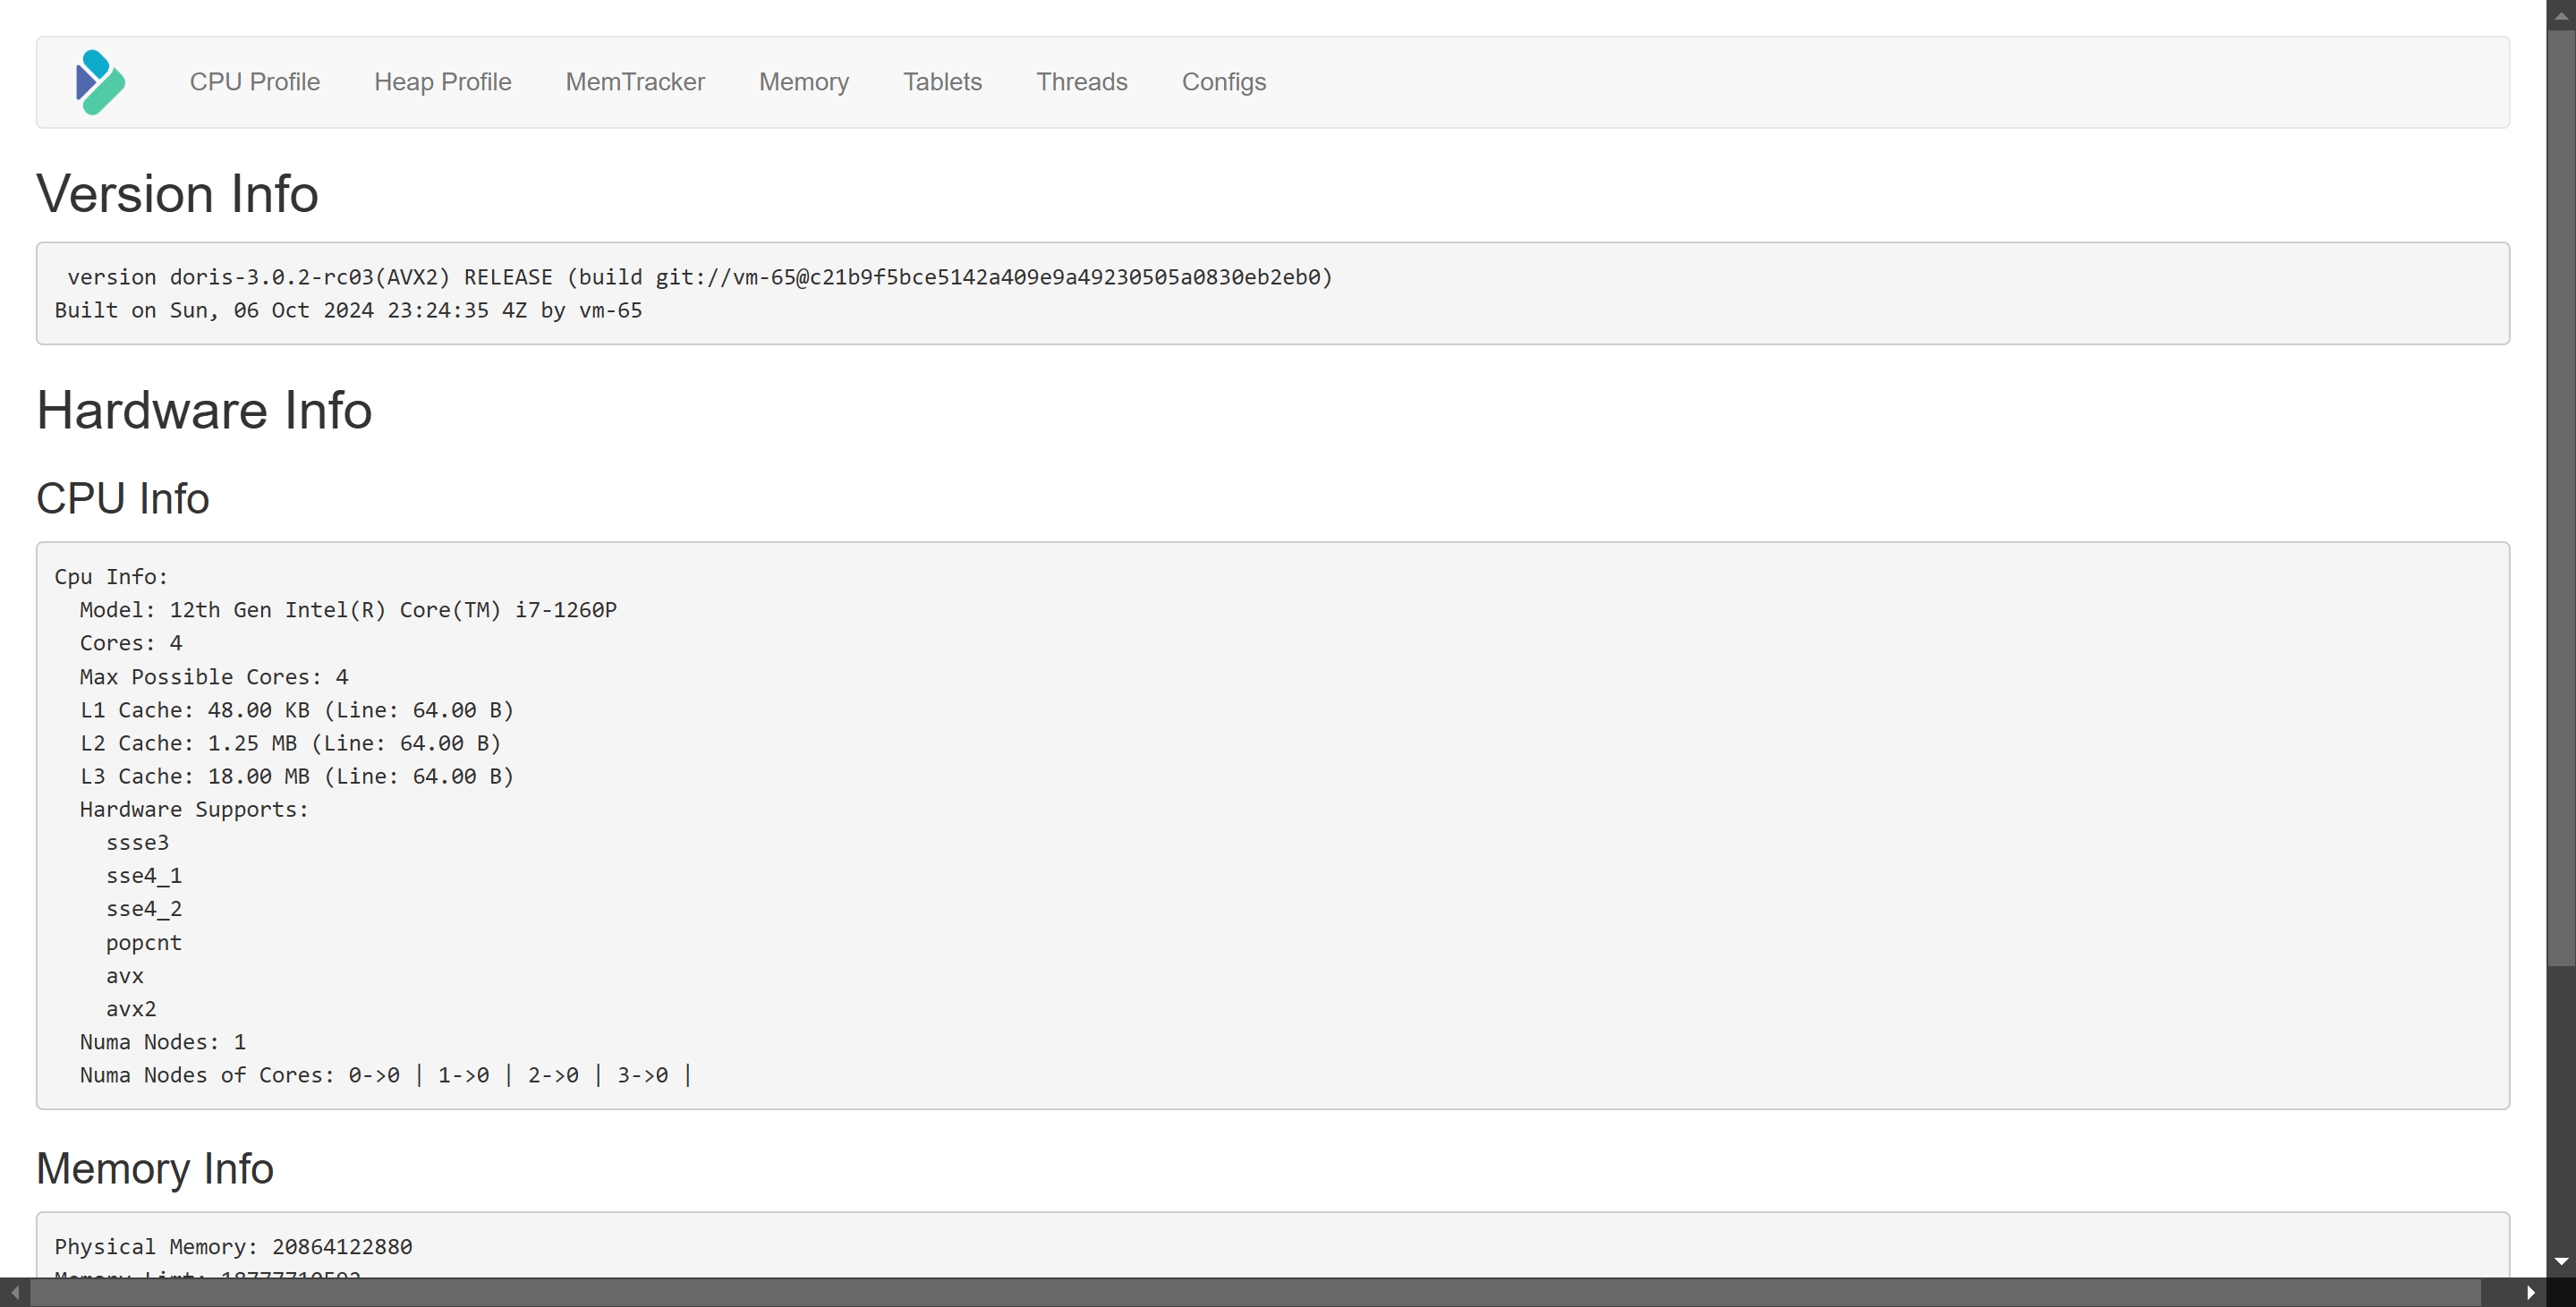 CPU Profile Heap Profile MemTracker Memory Tablets Threads Configs
Version Info
version doris-3.0.2-rc03(AVX2) RELEASE (build git://vm-65@c21b9f5bce5142a409e9a49230505a0830eb2eb0)
Built on Sun, 06 Oct 2024 23:24:35 4Z by vm-65
Hardware Info
CPU Info
Cpu Info:
Model: 12th Gen Intel(R) Core(TM) i7-1260P
Cores: 4
Max Possible Cores: 4
L1 Cache: 48.00 KB (Line: 64.00 B)
L2 Cache: 1.25 MB (Line: 64.00 B)
L3 Cache: 18.00 MB (Line: 64.00 B)
Hardware Supports:
ssse3
sse4_1
sse4_2
popcnt
avx
avx2
Numa Nodes: 1
Numa Nodes of Cores: 0->0 | 1->0 | 2->0 | 3->0 |
Memory Info
Physical Memory: 20864122880